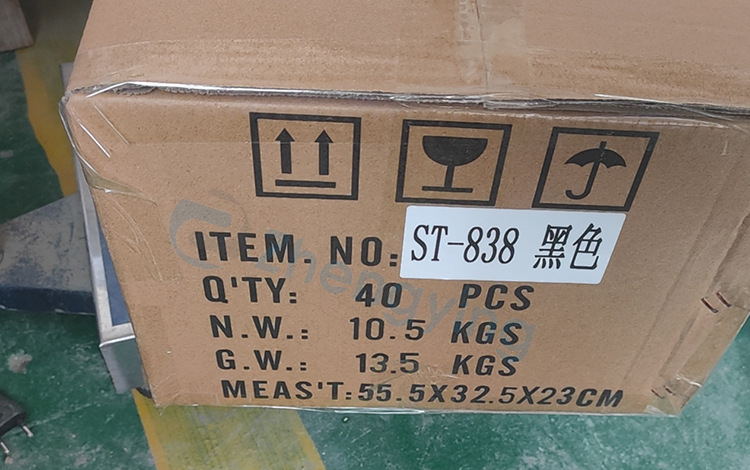 ITEM. NO: ST-838 黑色
Q'TY: 40 PCS
N.W.: 10.5 KGS
G.W.: 13.5 KGS
MEAS'T: 55.5X32.5X23CM
Zhengying